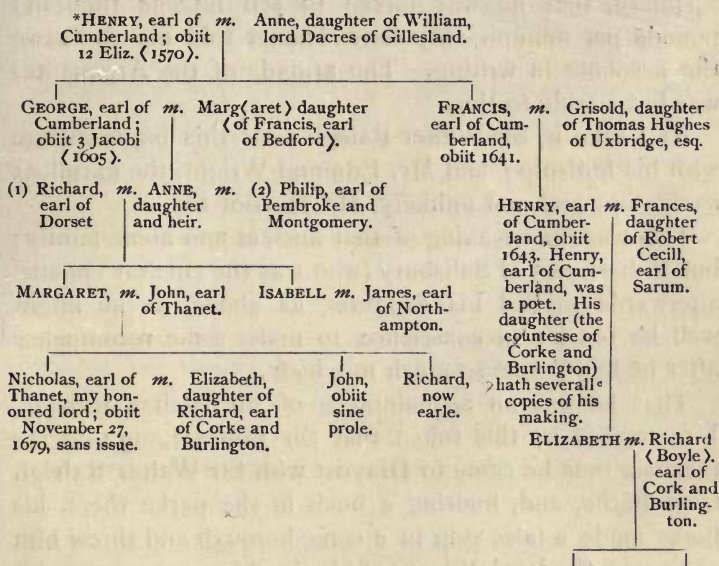 *HENRY, earl of
Cumberland; obiit
12 Eliz. ⟨1570⟩.
m.
Anne, daughter of William,
lord Dacres of Gillesland.
GEORGE, earl of
Cumberland;
obiit 3 Jacobi
⟨1605⟩.
m.
Marg⟨aret⟩ daughter
⟨of Francis, earl
of Bedford⟩.
FRANCIS,
earl of Cum-
berland,
obiit 1641.
m.
Grisold, daughter
of Thomas Hughes
of Uxbridge, esq.
(1) Richard,
earl of
Dorset
m.
ANNE,
daughter
and heir.
m.
(2) Philip, earl of
Pembroke and
Montgomery.
HENRY, earl
of Cumber-
land, obiit
1643. Henry,
earl of Cum-
berland, was
a poet. His
daughter (the
countesse of
Corke and
Burlington)
hath severall c
copies of his
making.
m.
Frances,
daughter
of Robert
Cecill,
earl of
Sarum.
MARGARET,
m.
John, earl
of Thanet.
ISABELL
m.
James, earl
of North-
ampton.
Nicholas, earl of
Thanet, my hon-
oured lord; obiit
November 27,
1679, sans issue.
m.
Elizabeth,
daughter of
Richard, earl
of Corke and
Burlington.
John,
obiit
sine
prole.
Richard,
now
earle.
ELIZABETH
m.
Richard
⟨Boyle⟩.
earl of
Cork and
Burling-
ton.